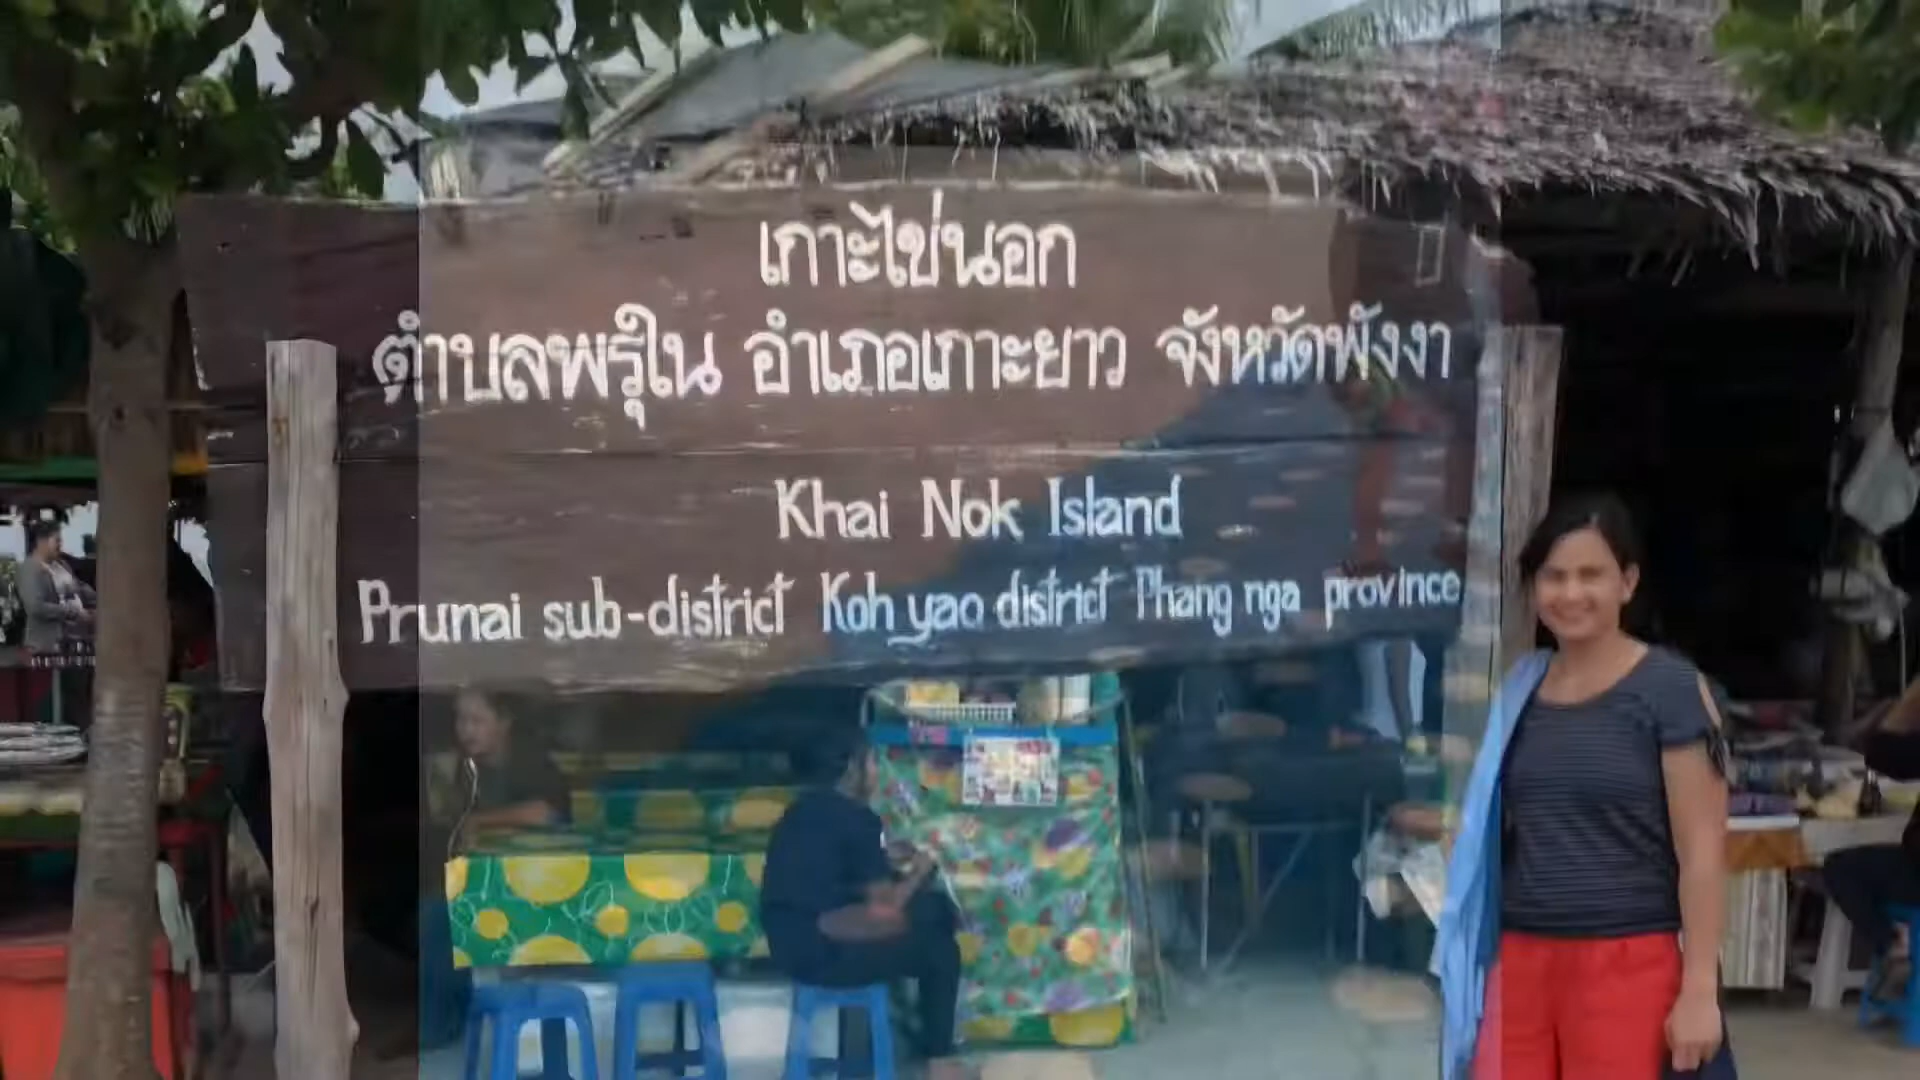 เกาะไข่นอก
ตำบลพรุใน อำเภอเกาะยาว จังหวัดพังงา
Khai Nok Island
Prunai sub-district Koh yao district Phang nga province